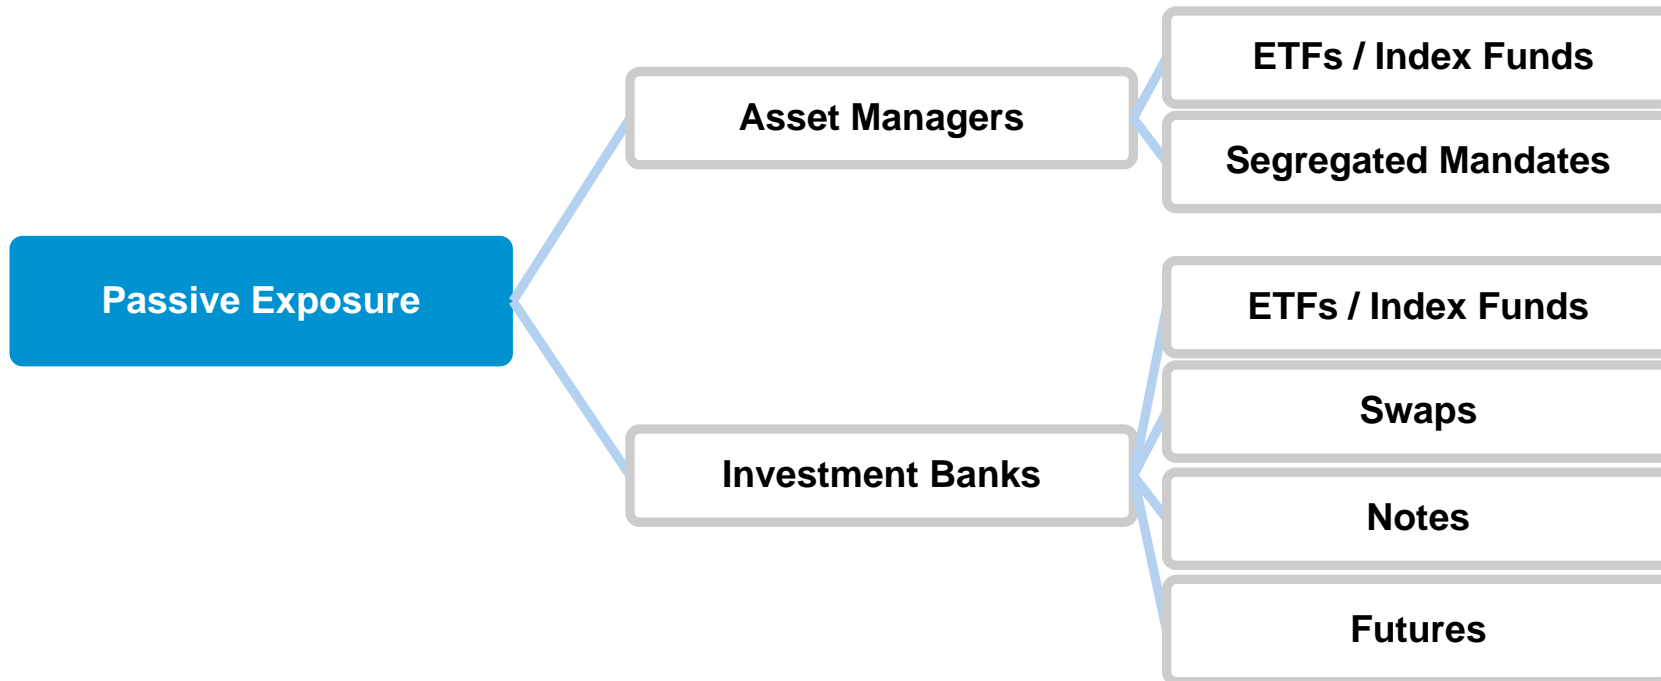 Passive Exposure
Asset Managers
ETFs / Index Funds
Segregated Mandates
Investment Banks
ETFs / Index Funds
Swaps
Notes
Futures